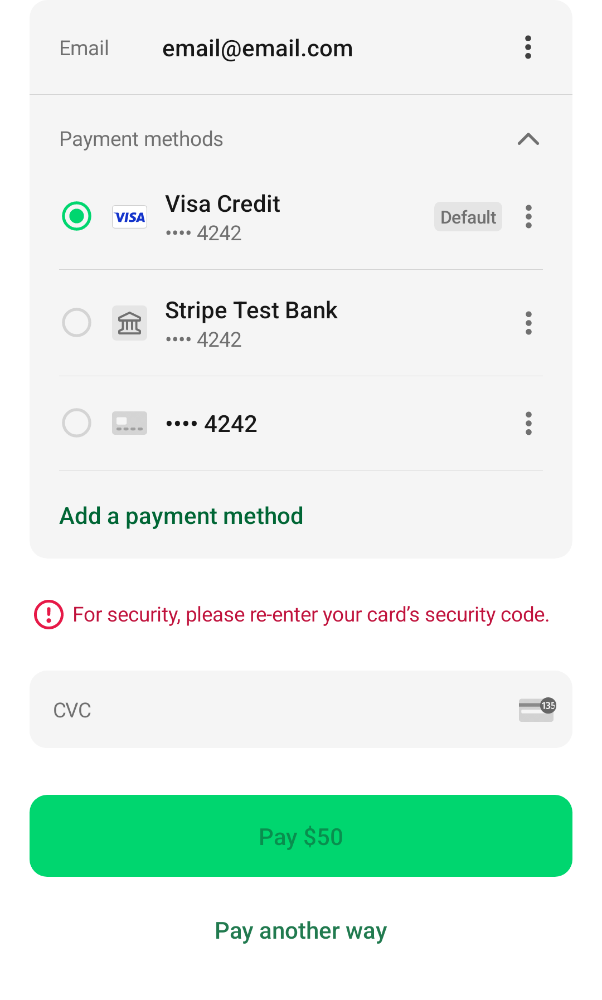 Email
email@email.com
Payment methods
VISA
Visa Credit
•••• 4242
Default
Stripe Test Bank
•••• 4242
•••• 4242
Add a payment method
For security, please re-enter your card’s security code.
CVC
135
Pay $50
Pay another way